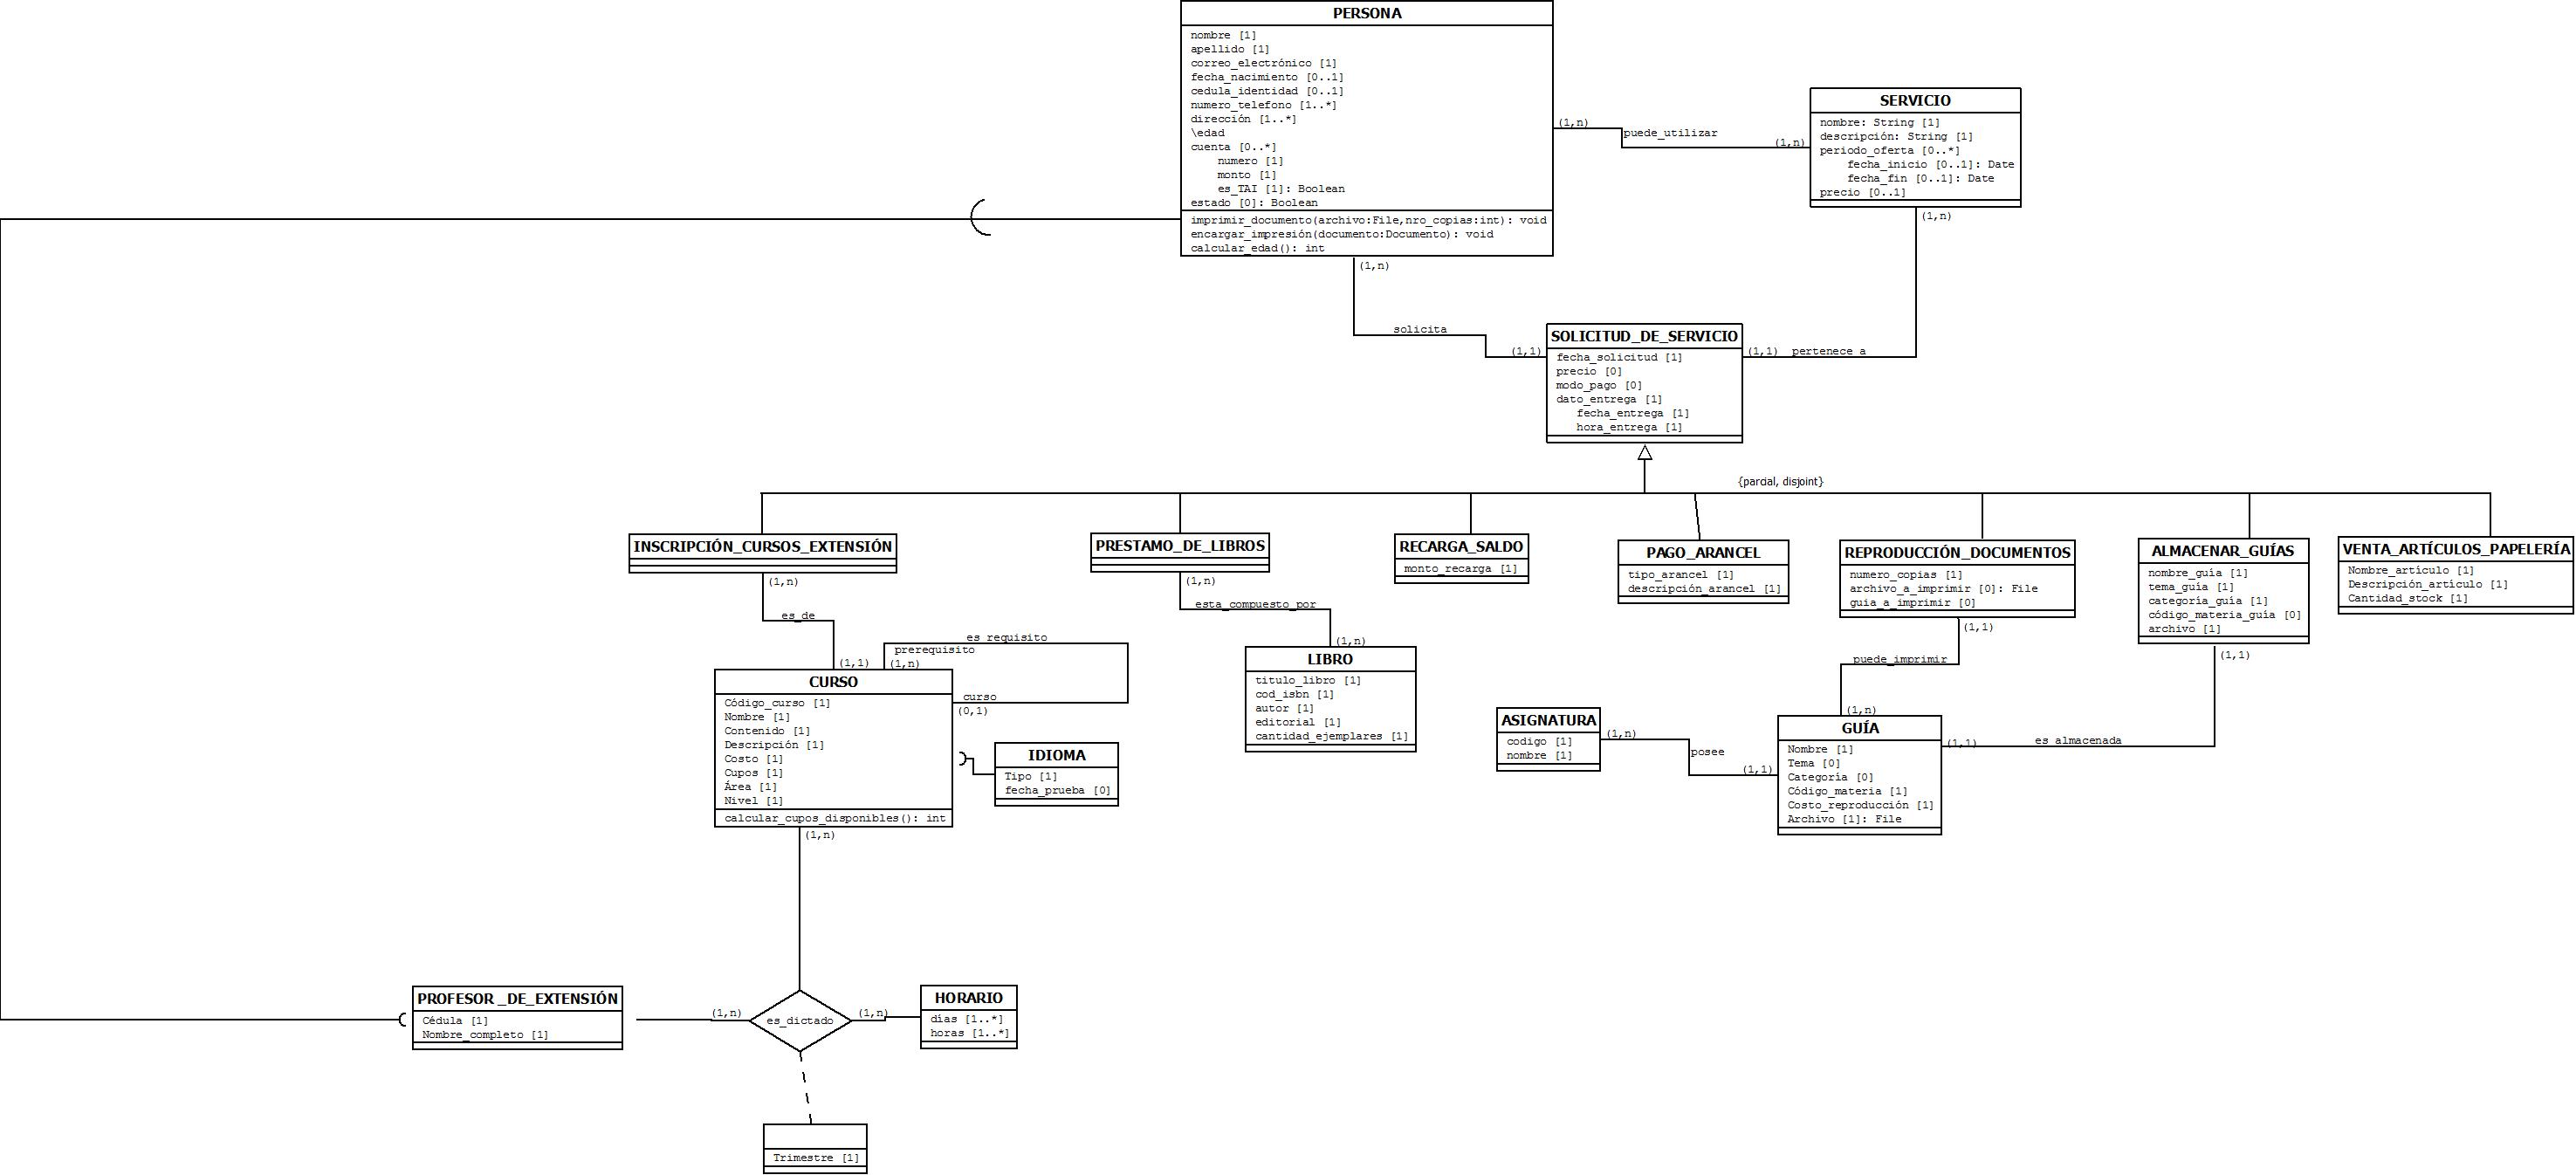 PERSONA
nombre [1]
apellido [1]
correo_electrónico [1]
fecha_nacimiento [0..1]
cedula_identidad [0..1]
numero_telefono [1..*]
dirección [1..*]
\edad
cuenta [0..*]
numero [1]
monto [1]
es_TAI [1]: Boolean
estado [0]: Boolean
imprimir_documento(archivo:File,nro_copias:int): void
encargar_impresión(documento:Documento): void
calcular_edad(): int
(1,n)
puede_utilizar
(1,n)
SERVICIO
nombre: String [1]
descripción: String [1]
periodo_oferta [0..*]
fecha_inicio [0..1]: Date
fecha_fin [0..1]: Date
precio [0..1]
(1,n)
(1,n)
solicita
(1,1)
SOLICITUD_DE_SERVICIO
fecha_solicitud [1]
precio [0]
modo_pago [0]
dato_entrega [1]
fecha_entrega [1]
hora_entrega [1]
(1,1)
pertenece a
{parcial, disjoint}
INSCRIPCIÓN_CURSOS_EXTENSIÓN
(1,n)
es_de
(1,1)
PRESTAMO_DE_LIBROS
(1,n)
esta_compuesto_por
(1,n)
RECARGA_SALDO
monto_recarga [1]
PAGO_ARANCEL
tipo_arancel [1]
descripción_arancel [1]
REPRODUCCIÓN_DOCUMENTOS
numero_copias [1]
archivo_a_imprimir [0]: File
guia_a_imprimir [0]
(1,1)
puede_imprimir
(1,n)
ALMACENAR_GUÍAS
nombre_guía [1]
tema_guía [1]
categoría_guía [1]
código_materia_guía [0]
archivo [1]
(1,1)
VENTA_ARTÍCULOS_PAPELERÍA
Nombre_artículo [1]
Descripción_artículo [1]
Cantidad_stock [1]
es_requisito
prerequisito
(1,n)
curso
(0,1)
CURSO
Código_curso [1]
Nombre [1]
Contenido [1]
Descripción [1]
Costo [1]
Cupos [1]
Área [1]
Nivel [1]
calcular_cupos_disponibles(): int
(1,n)
IDIOMA
Tipo [1]
fecha_prueba [0]
LIBRO
titulo_libro [1]
cod_isbn [1]
autor [1]
editorial [1]
cantidad_ejemplares [1]
ASIGNATURA
codigo [1]
nombre [1]
(1,n)
posee
(1,1)
GUÍA
Nombre [1]
Tema [0]
Categoría [0]
Código_materia [1]
Costo_reproducción [1]
Archivo [1]: File
(1,1)
es_almacenada
PROFESOR _DE_EXTENSIÓN
Cédula [1]
Nombre_completo [1]
(1,n)
es_dictado
(1,n)
HORARIO
días [1..*]
horas [1..*]
Trimestre [1]